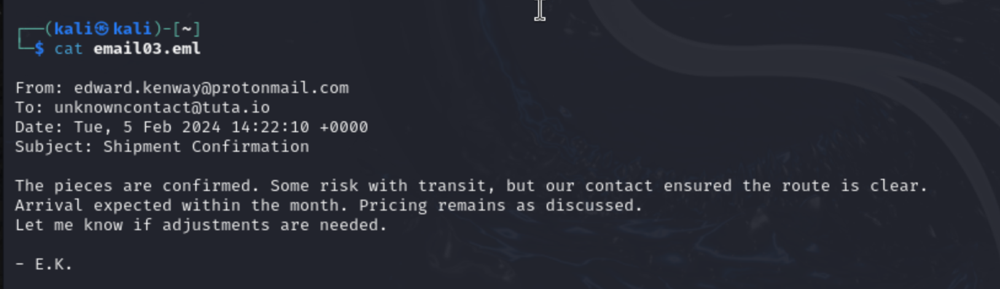 ┌──(kali㉿kali)-[~]
└─$ cat email03.eml
From: edward.kenway@protonmail.com
To: unknowncontact@tuta.io
Date: Tue, 5 Feb 2024 14:22:10 +0000
Subject: Shipment Confirmation
The pieces are confirmed. Some risk with transit, but our contact ensured the route is clear.
Arrival expected within the month. Pricing remains as discussed.
Let me know if adjustments are needed.
- E.K.